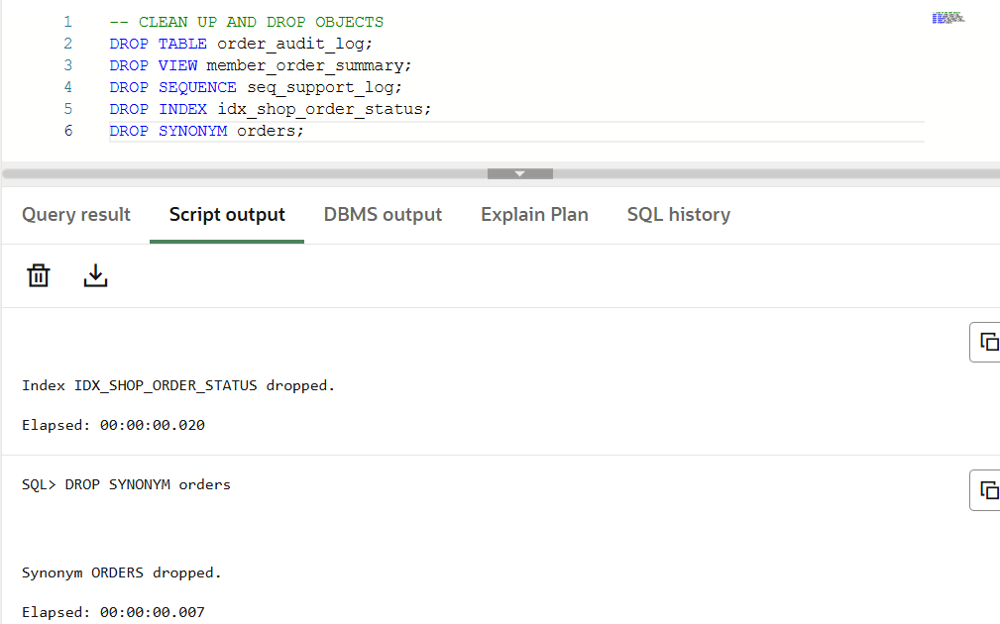 1 -- CLEAN UP AND DROP OBJECTS
2 DROP TABLE order_audit_log;
3 DROP VIEW member_order_summary;
4 DROP SEQUENCE seq_support_log;
5 DROP INDEX idx_shop_order_status;
6 DROP SYNONYM orders;
Query result Script output DBMS output Explain Plan SQL history
Index IDX_SHOP_ORDER_STATUS dropped.
Elapsed: 00:00:00.020
SQL> DROP SYNONYM orders
Synonym ORDERS dropped.
Elapsed: 00:00:00.007